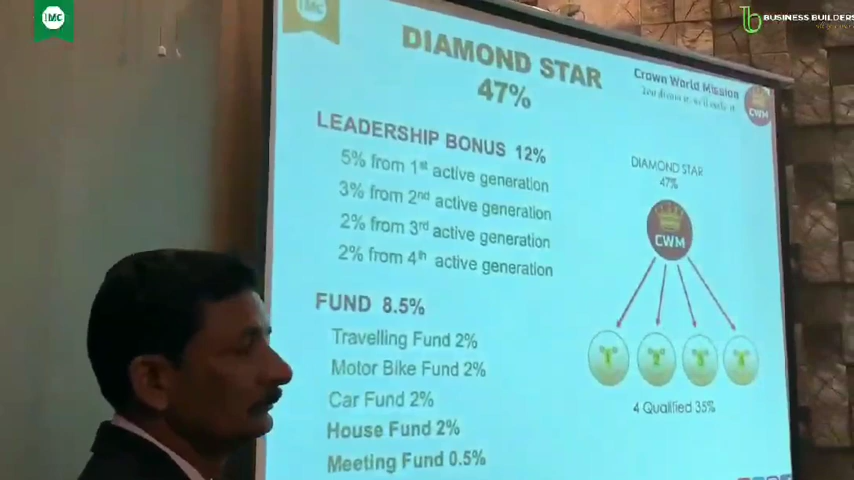 IMC
BUSINESS BUILDERS
IMC
DIAMOND STAR
47%
Crown World Mission
CWM
LEADERSHIP BONUS 12%
5% from 1st active generation
3% from 2nd active generation
2% from 3rd active generation
2% from 4th active generation
DIAMOND STAR
47%
CWM
FUND 8.5%
Travelling Fund 2%
Motor Bike Fund 2%
Car Fund 2%
House Fund 2%
Meeting Fund 0.5%
4 Qualified 35%